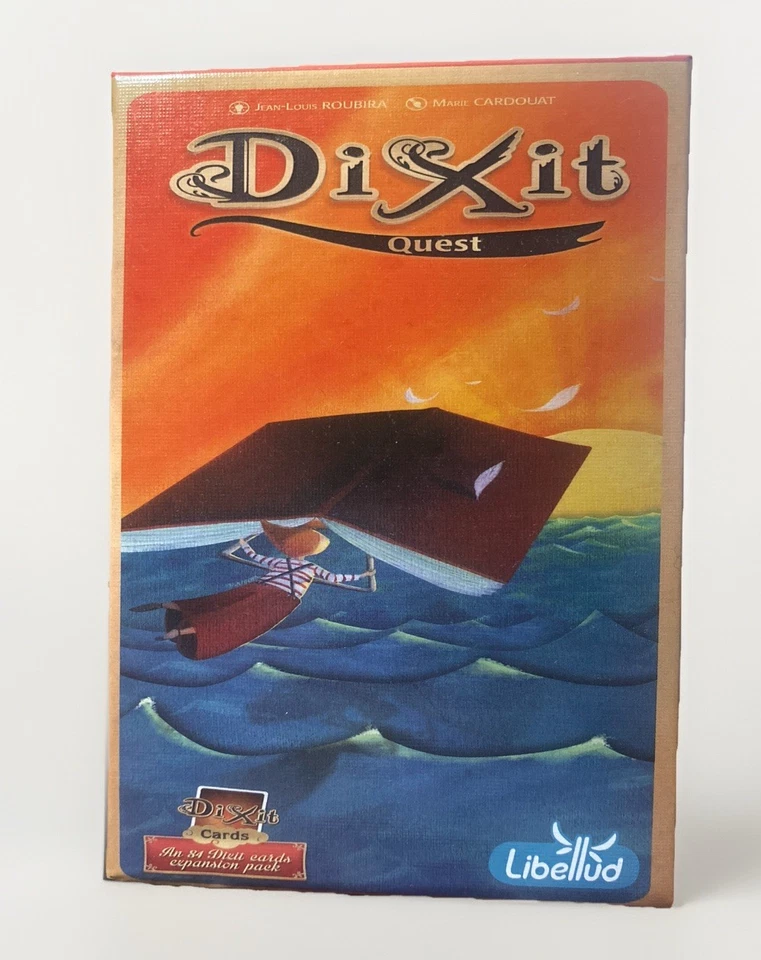 Jean-Louis ROUBIRA Marie CARDOUAT
DiXit
Quest
DiXit
Cards
An 84 Dixit cards
expansion pack
Libellud